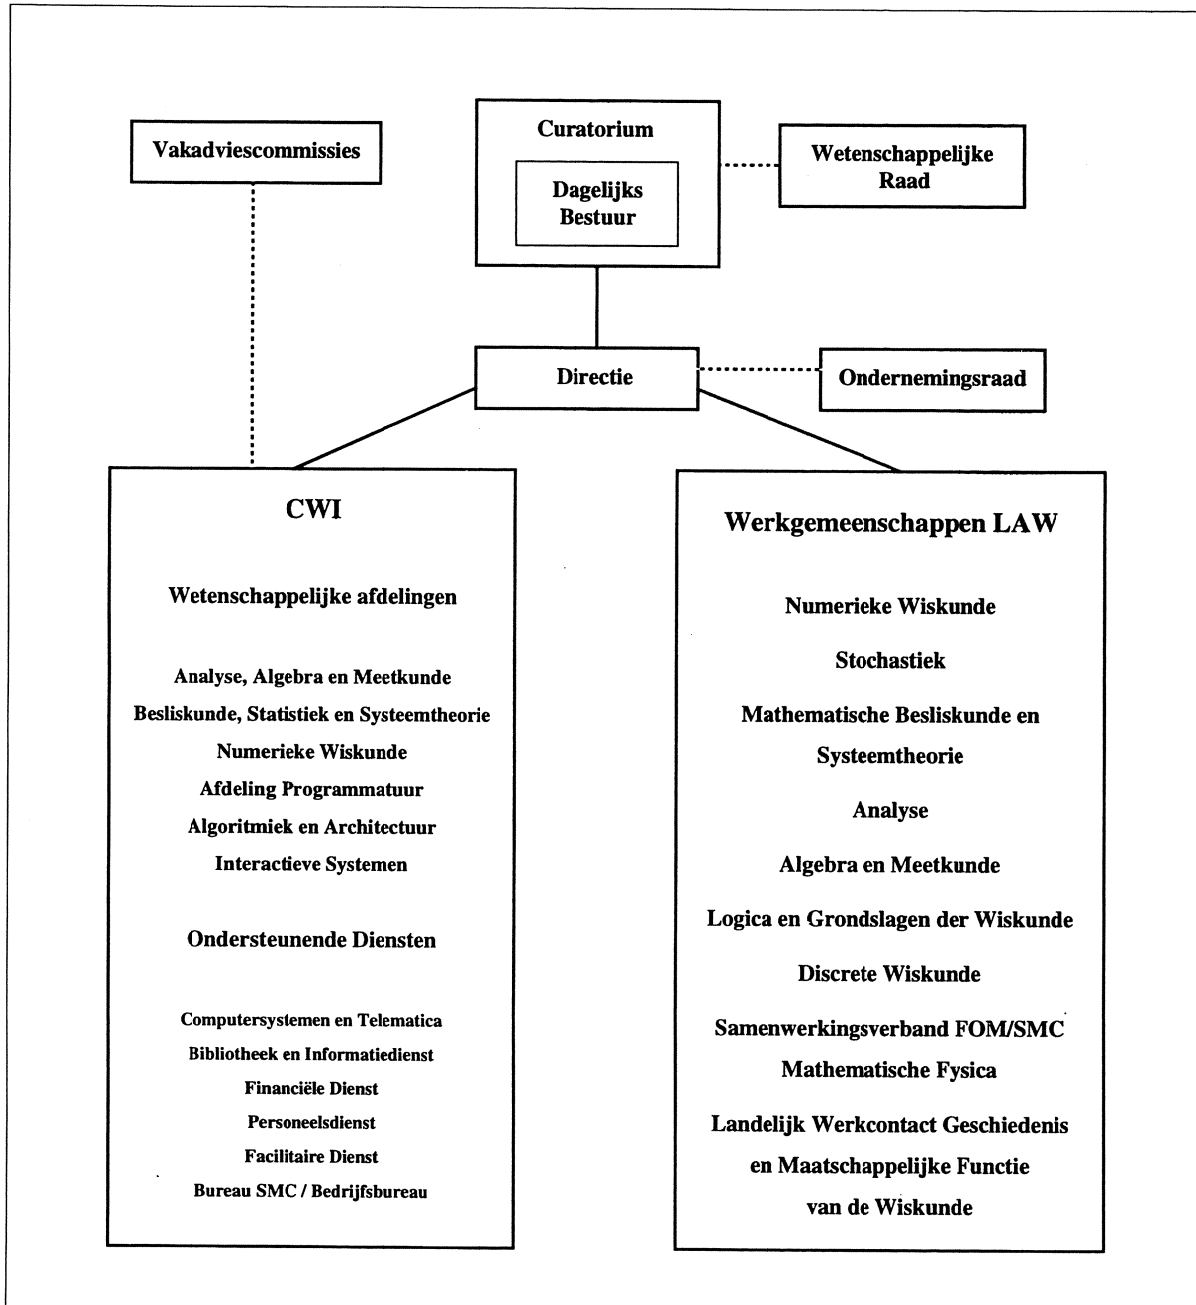 Vakadviescommissies
Curatorium
Dagelijks
Bestuur
Wetenschappelijke
Raad
Directie
Ondernemingsraad
CWI
Wetenschappelijke afdelingen
Analyse, Algebra en Meetkunde
Besliskunde, Statistiek en Systeemtheorie
Numerieke Wiskunde
Afdeling Programmatuur
Algoritmiek en Architectuur
Interactieve Systemen
Ondersteunende Diensten
Computersystemen en Telematica
Bibliotheek en Informatiedienst
Financiële Dienst
Personeelsdienst
Facilitaire Dienst
Bureau SMC / Bedrijfsbureau
Werkgemeenschappen LAW
Numerieke Wiskunde
Stochastiek
Mathematische Besliskunde en
Systeemtheorie
Analyse
Algebra en Meetkunde
Logica en Grondslagen der Wiskunde
Discrete Wiskunde
Samenwerkingsverband FOM/SMC
Mathematische Fysica
Landelijk Werkcontact Geschiedenis
en Maatschappelijke Functie
van de Wiskunde